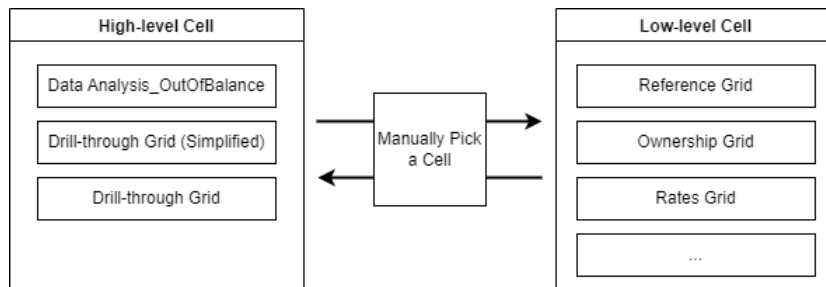 High-level Cell
Data Analysis_OutOfBalance
Drill-through Grid (Simplified)
Drill-through Grid
Manually Pick
a Cell
Low-level Cell
Reference Grid
Ownership Grid
Rates Grid
...